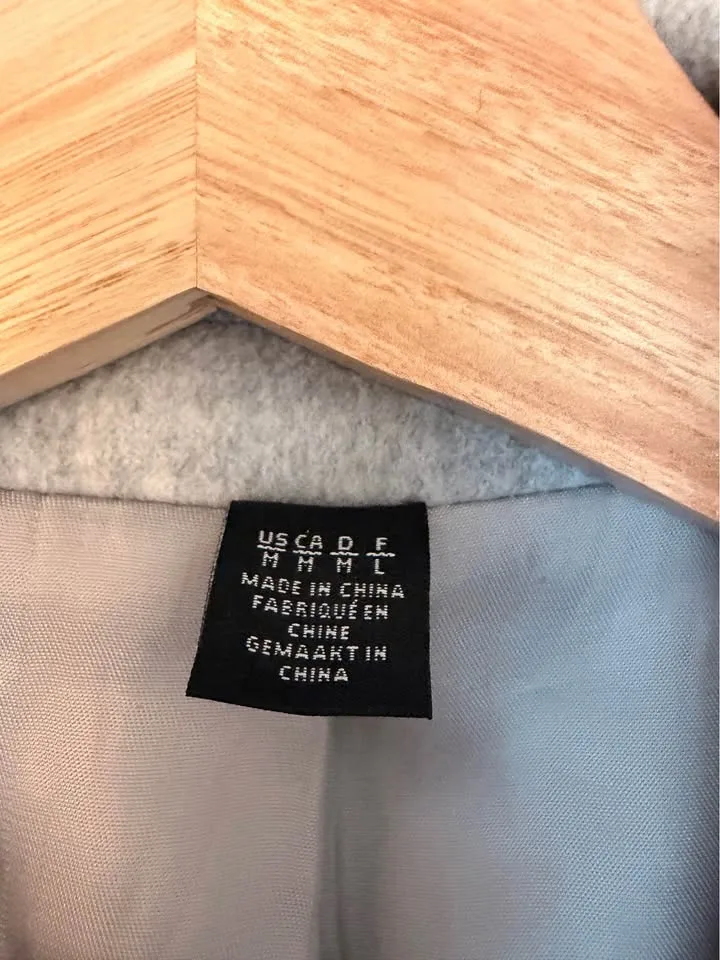 US CA D F
M M M L
MADE IN CHINA
FABRIQUÉ EN
CHINE
GEMAAKT IN
CHINA